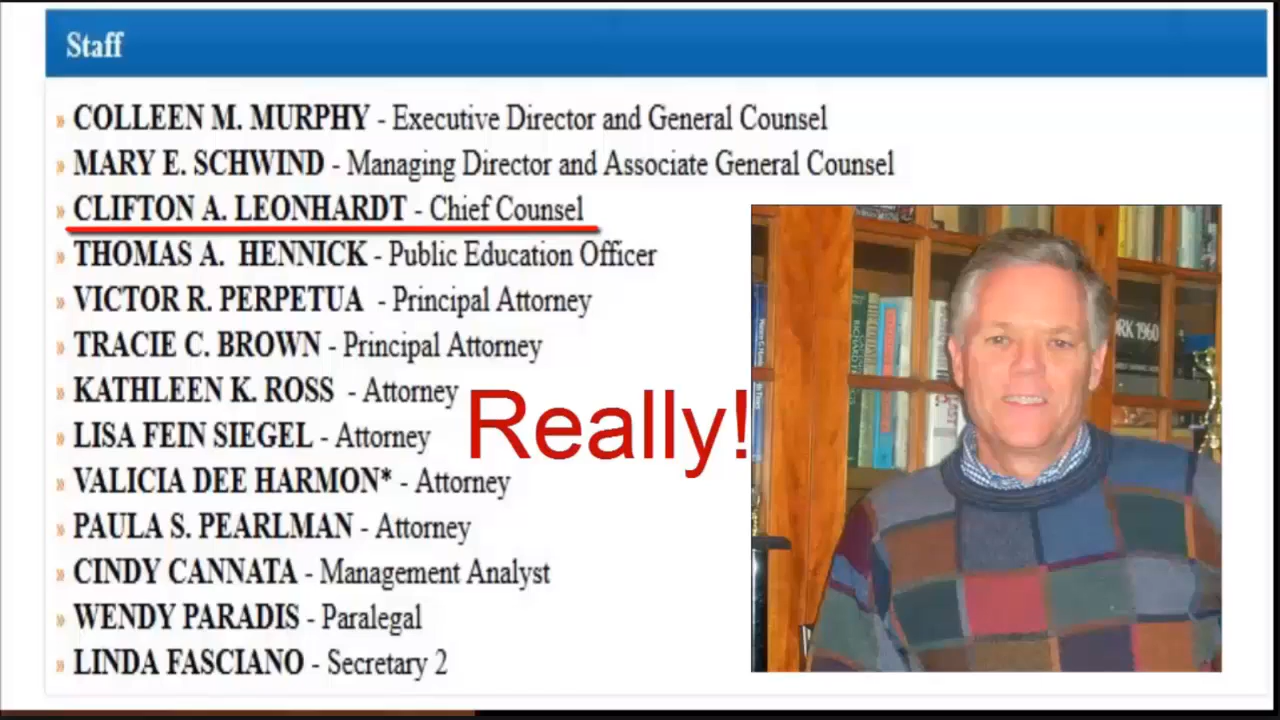 Staff
» COLLEEN M. MURPHY - Executive Director and General Counsel
» MARY E. SCHWIND - Managing Director and Associate General Counsel
» CLIFTON A. LEONHARDT - Chief Counsel
» THOMAS A. HENNICK - Public Education Officer
» VICTOR R. PERPETUA - Principal Attorney
» TRACIE C. BROWN - Principal Attorney
» KATHLEEN K. ROSS - Attorney
Really!
» LISA FEIN SIEGEL - Attorney
» VALICIA DEE HARMON* - Attorney
» PAULA S. PEARLMAN - Attorney
» CINDY CANNATA - Management Analyst
» WENDY PARADIS - Paralegal
» LINDA FASCIANO - Secretary 2
RK 1960
RICHARD